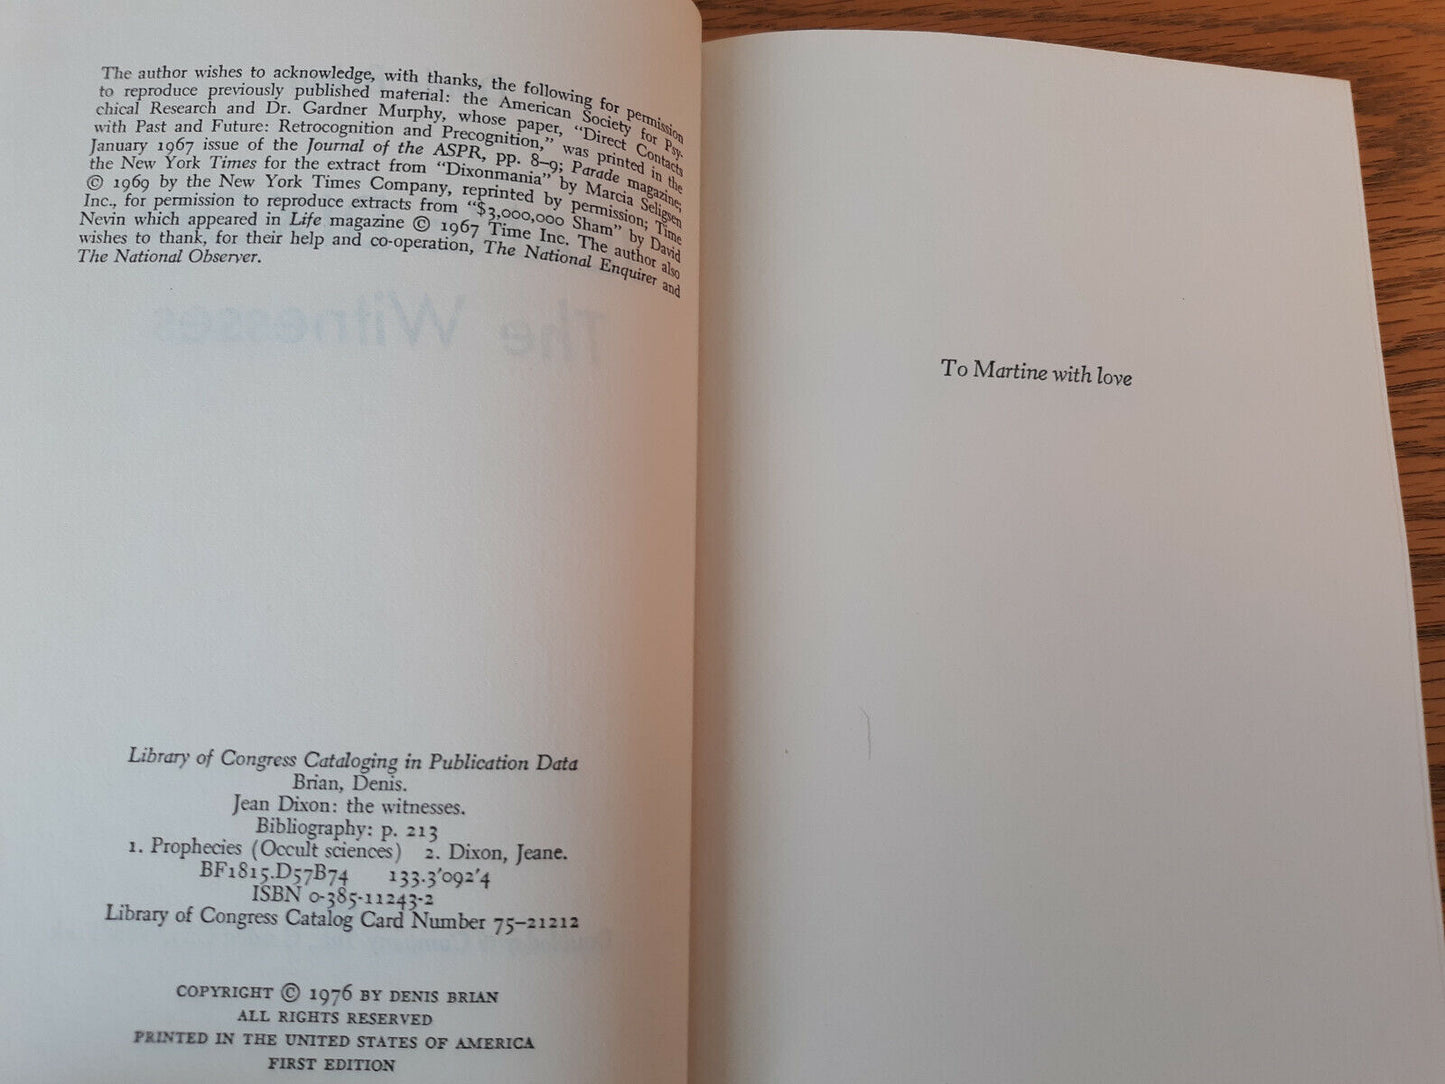 The author wishes to acknowledge, with thanks, the following for permission
to reproduce previously published material: the American Society for Psy-
chical Research and Dr. Gardner Murphy, whose paper, "Direct Contacts
with Past and Future: Retrocognition and Precognition," was printed in the
January 1967 issue of the Journal of the ASPR, pp. 8–9; Parade magazine;
the New York Times for the extract from "Dixonmania" by Marcia Seligsen
© 1969 by the New York Times Company, reprinted by permission; Time
Inc., for permission to reproduce extracts from "$3,000,000 Sham" by David
Nevin which appeared in Life magazine © 1967 Time Inc. The author also
wishes to thank, for their help and co-operation, The National Enquirer and
The National Observer.
The Witnesses
Library of Congress Cataloging in Publication Data
Brian, Denis.
Jean Dixon: the witnesses.
Bibliography: p. 213
1. Prophecies (Occult sciences) 2. Dixon, Jeane.
BF1815.D57B74 133.3'092'4
ISBN 0-385-11243-2
Library of Congress Catalog Card Number 75–21212
COPYRIGHT © 1976 BY DENIS BRIAN
ALL RIGHTS RESERVED
PRINTED IN THE UNITED STATES OF AMERICA
FIRST EDITION
To Martine with love